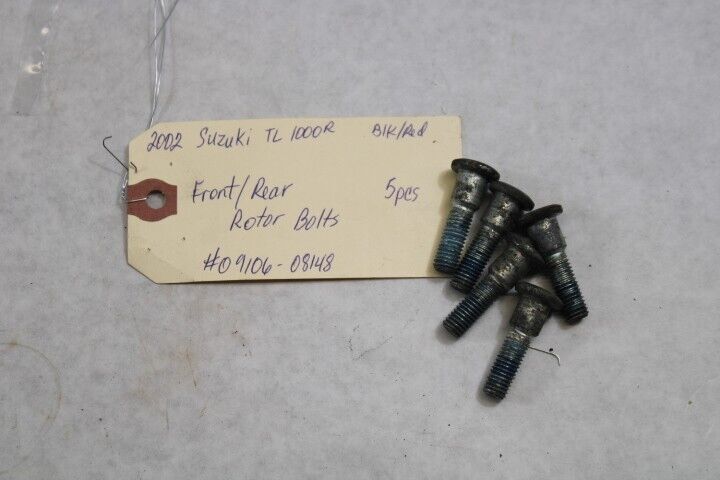 2002 Suzuki TL 1000R Blk/Red
Front/Rear 5pcs
Rotor Bolts
#09106-08148